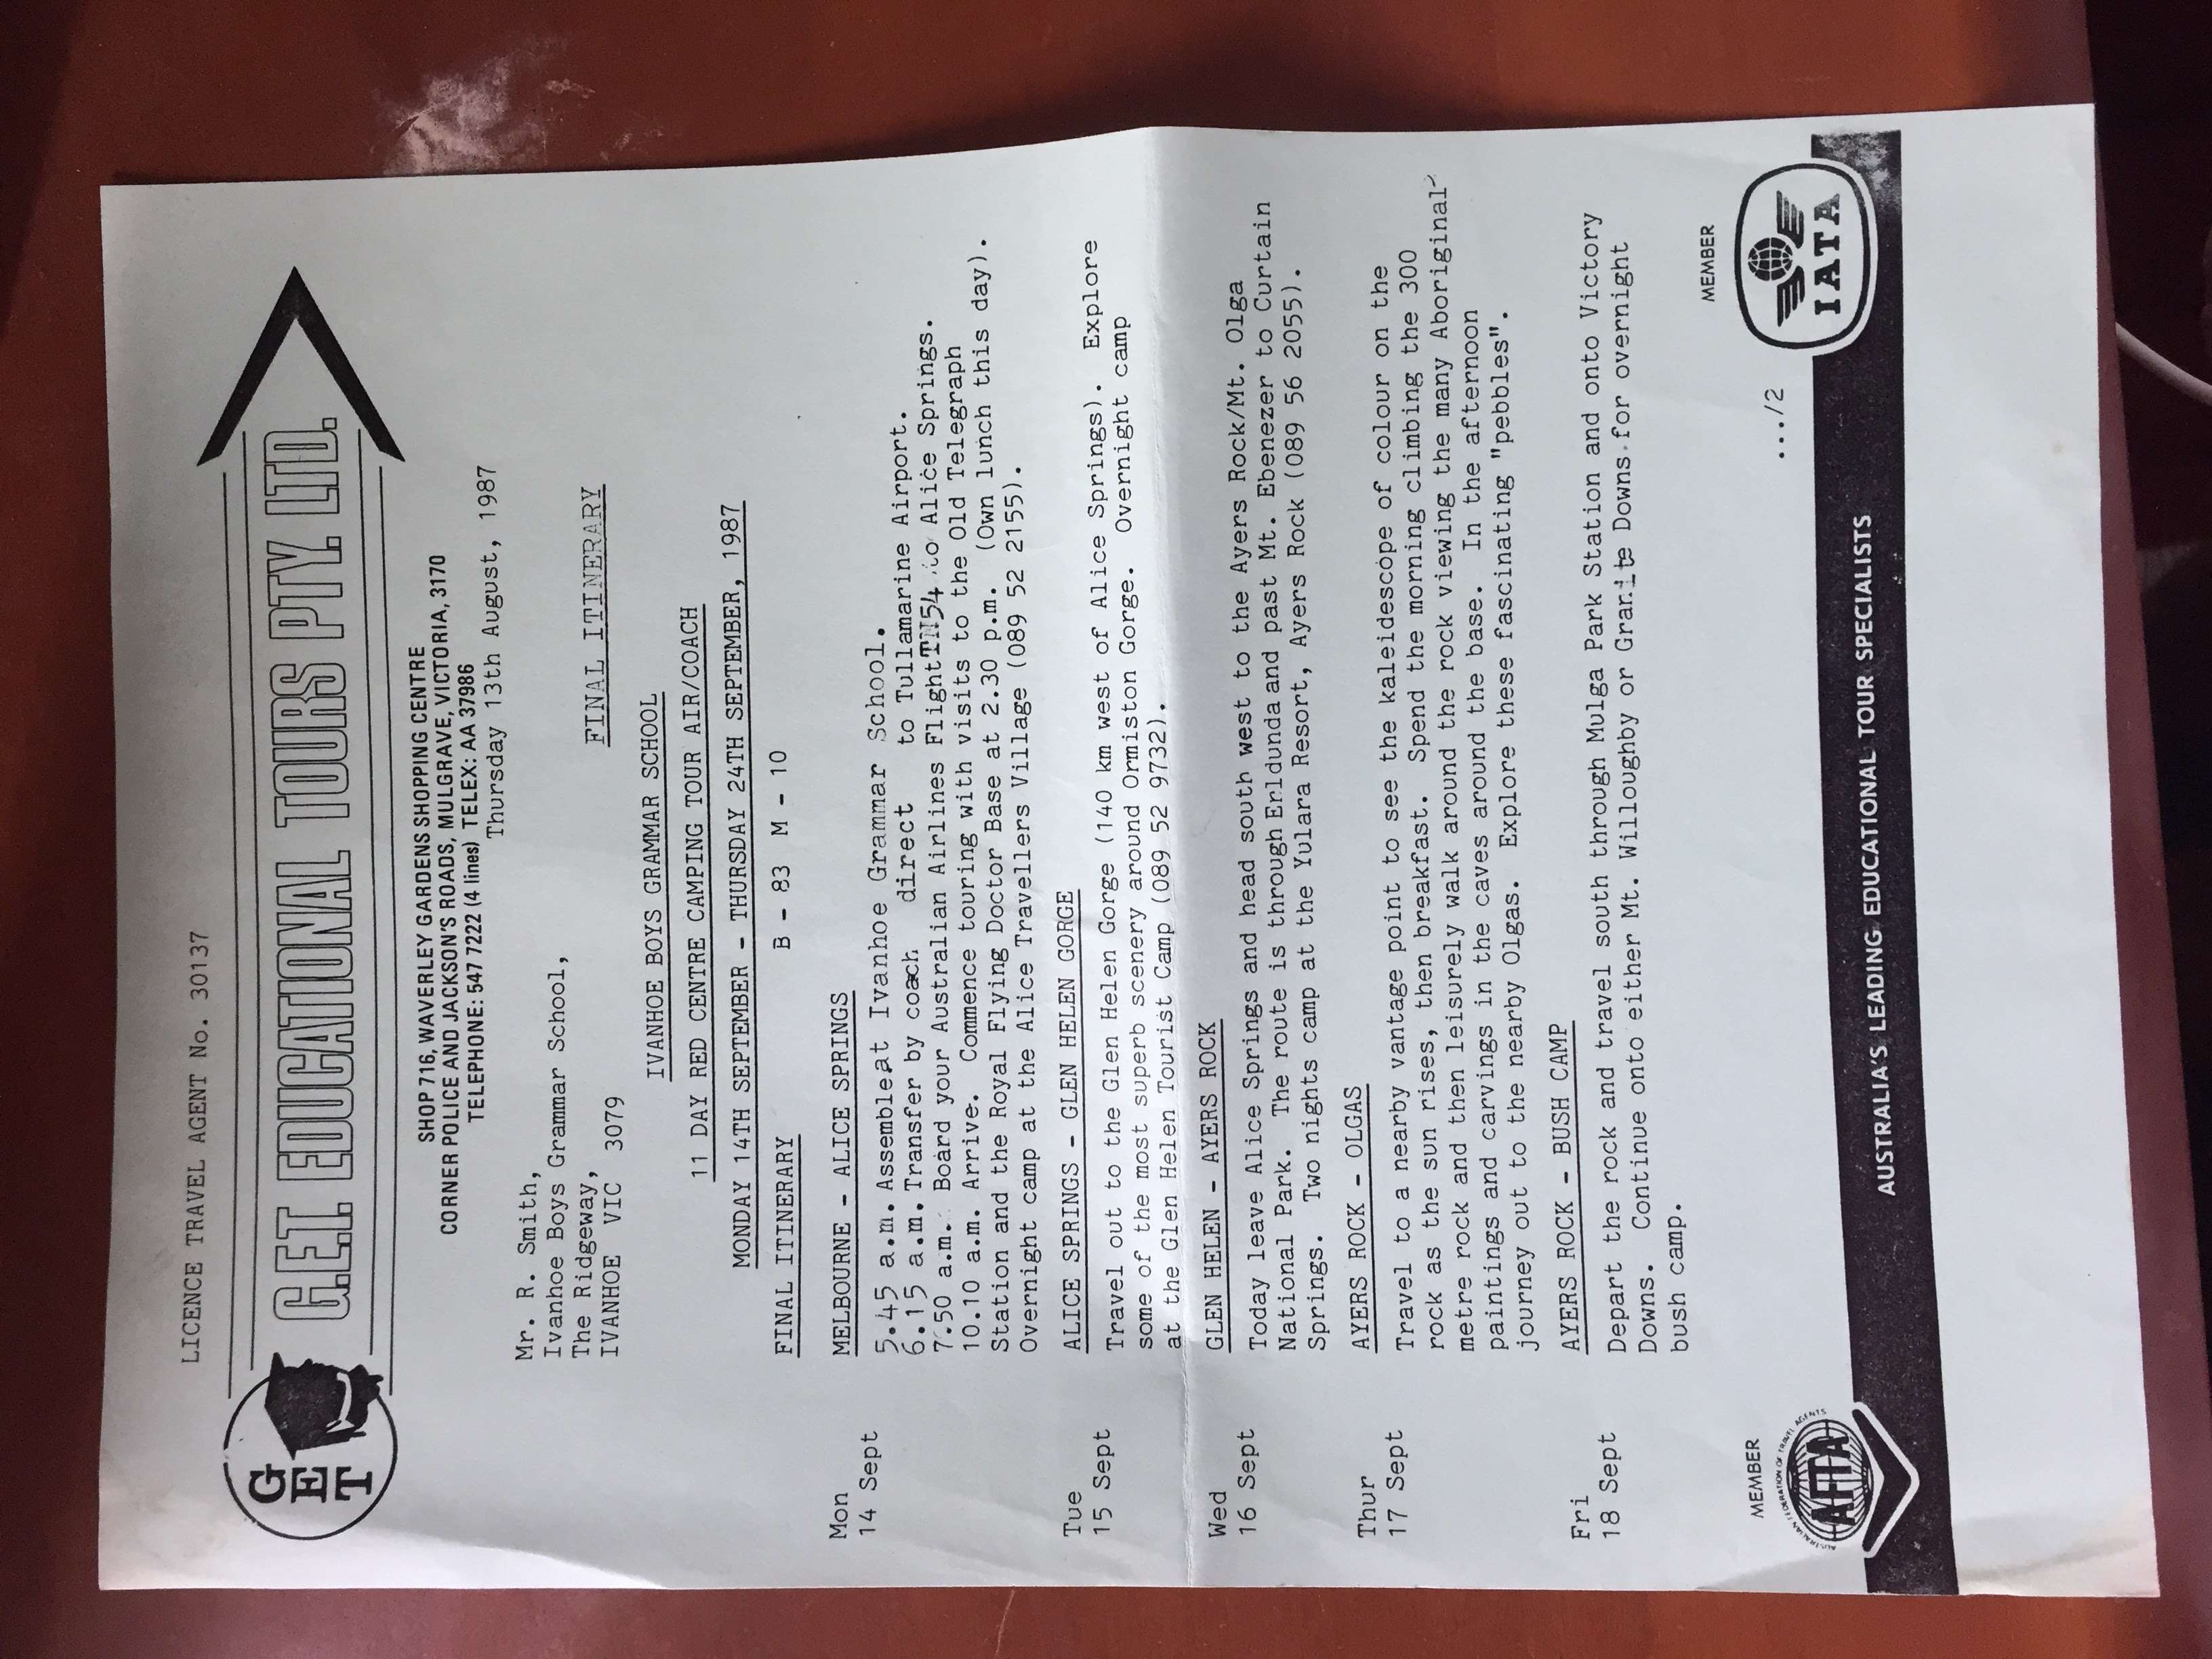 LICENCE TRAVEL AGENT No. 30137
GET
G.E.T. EDUCATIONAL TOURS PTY. LTD.
SHOP 716, WAVERLEY GARDENS SHOPPING CENTRE
CORNER POLICE AND JACKSON'S ROADS, MULGRAVE, VICTORIA, 3170
TELEPHONE: 547 7222 (4 lines) TELEX: AA 37986
Thursday 13th August, 1987
Mr. R. Smith,
Ivanhoe Boys Grammar School,
The Ridgeway,
IVANHOE VIC 3079
FINAL ITINERARY
IVANHOE BOYS GRAMMAR SCHOOL
11 DAY RED CENTRE CAMPING TOUR AIR/COACH
MONDAY 14TH SEPTEMBER - THURSDAY 24TH SEPTEMBER, 1987
FINAL ITINERARY B - 83 M - 10
Mon MELBOURNE - ALICE SPRINGS
14 Sept 5.45 a.m. Assemble at Ivanhoe Grammar School.
6.15 a.m. Transfer by coach direct to Tullamarine Airport.
7.50 a.m. Board your Australian Airlines Flight TN54 to Alice Springs.
10.10 a.m. Arrive. Commence touring with visits to the Old Telegraph
Station and the Royal Flying Doctor Base at 2.30 p.m. (Own lunch this day).
Overnight camp at the Alice Travellers Village (089 52 2155).
Tue ALICE SPRINGS - GLEN HELEN GORGE
15 Sept Travel out to the Glen Helen Gorge (140 km west of Alice Springs). Explore
some of the most superb scenery around Ormiston Gorge. Overnight camp
at the Glen Helen Tourist Camp (089 52 9732).
Wed GLEN HELEN - AYERS ROCK
16 Sept Today leave Alice Springs and head south west to the Ayers Rock/Mt. Olga
National Park. The route is through Erldunda and past Mt. Ebenezer to Curtain
Springs. Two nights camp at the Yulara Resort, Ayers Rock (089 56 2055).
Thur AYERS ROCK - OLGAS
17 Sept Travel to a nearby vantage point to see the kaleidescope of colour on the
rock as the sun rises, then breakfast. Spend the morning climbing the 300
metre rock and then leisurely walk around the rock viewing the many Aboriginal
paintings and carvings in the caves around the base. In the afternoon
journey out to the nearby Olgas. Explore these fascinating "pebbles".
Fri AYERS ROCK - BUSH CAMP
18 Sept Depart the rock and travel south through Mulga Park Station and onto Victory
Downs. Continue onto either Mt. Willoughby or Granite Downs for overnight
bush camp.
..../2
MEMBER
AUSTRALIAN FEDERATION OF TRAVEL AGENTS
AFTA
MEMBER
IATA
AUSTRALIA'S LEADING EDUCATIONAL TOUR SPECIALISTS